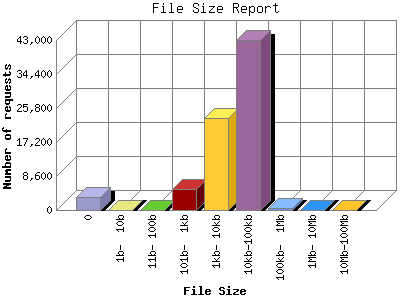 File Size Report
Number of requests
43,000
34,400
25,800
17,200
8,600
0
0
1b- 10b
11b- 100b
101b- 1kb
1kb- 10kb
10kb-100kb
100kb- 1Mb
1Mb- 10Mb
10Mb-100Mb
File Size